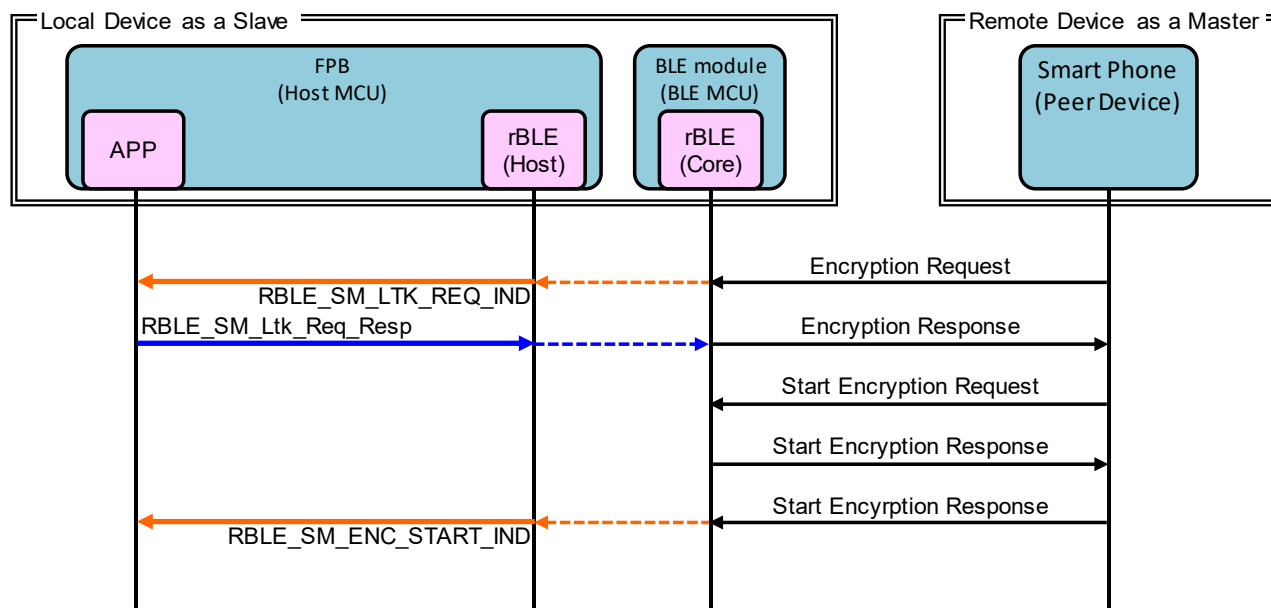 Local Device as a Slave
Remote Device as a Master
FPB
(Host MCU)
BLE module
(BLE MCU)
Smart Phone
(Peer Device)
APP
rBLE
(Host)
rBLE
(Core)
Encryption Request
RBLE_SM_LTK_REQ_IND
RBLE_SM_Ltk_Req_Resp
Encryption Response
Start Encryption Request
Start Encryption Response
Start Encyrption Response
RBLE_SM_ENC_START_IND